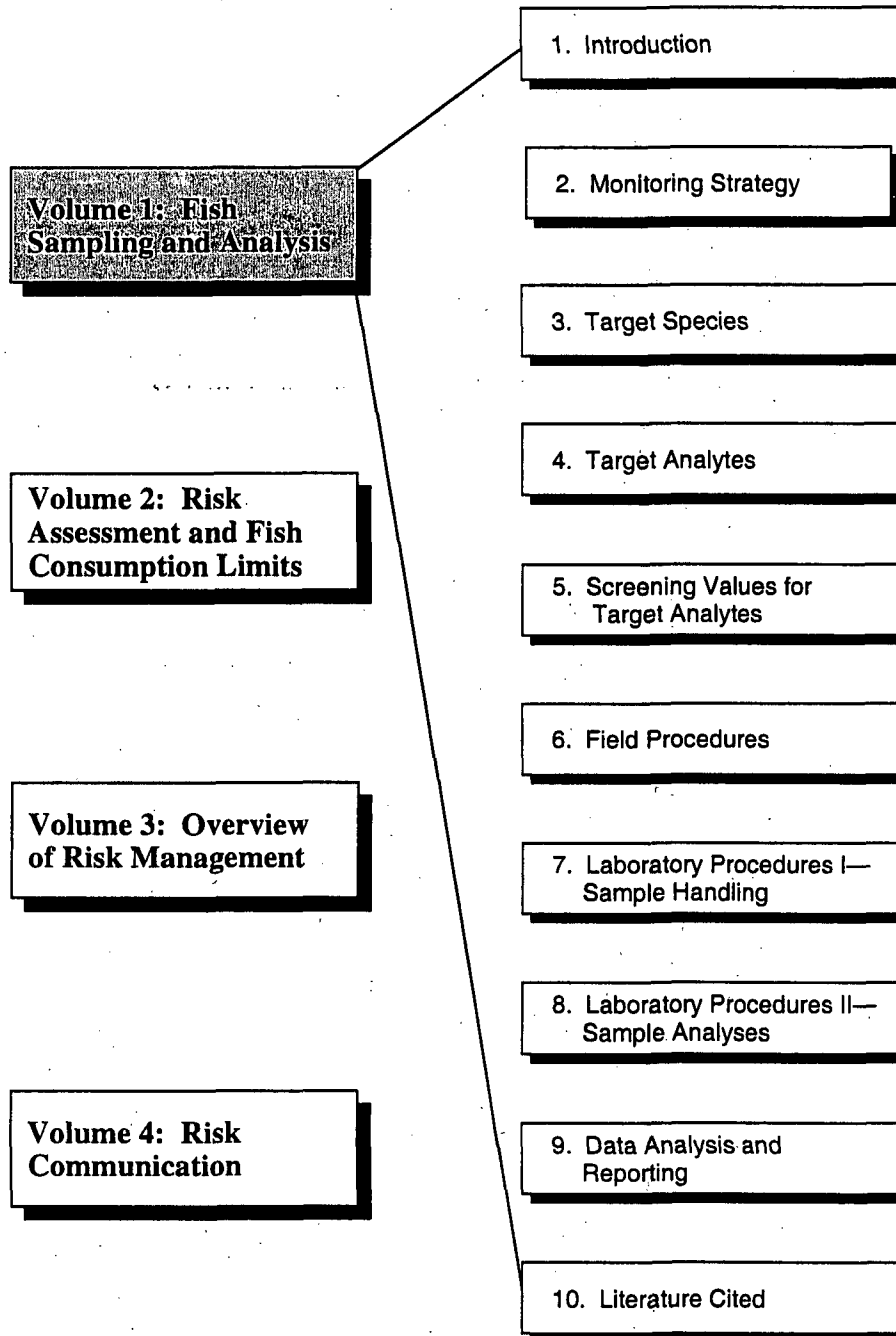 Volume 1: Fish
Sampling and Analysis
Volume 2: Risk
Assessment and Fish
Consumption Limits
Volume 3: Overview
of Risk Management
Volume 4: Risk
Communication
1. Introduction
2. Monitoring Strategy
3. Target Species
4. Target Analytes
5. Screening Values for
Target Analytes
6. Field Procedures
7. Laboratory Procedures I—
Sample Handling
8. Laboratory Procedures II—
Sample Analyses
9. Data Analysis and
Reporting
10. Literature Cited